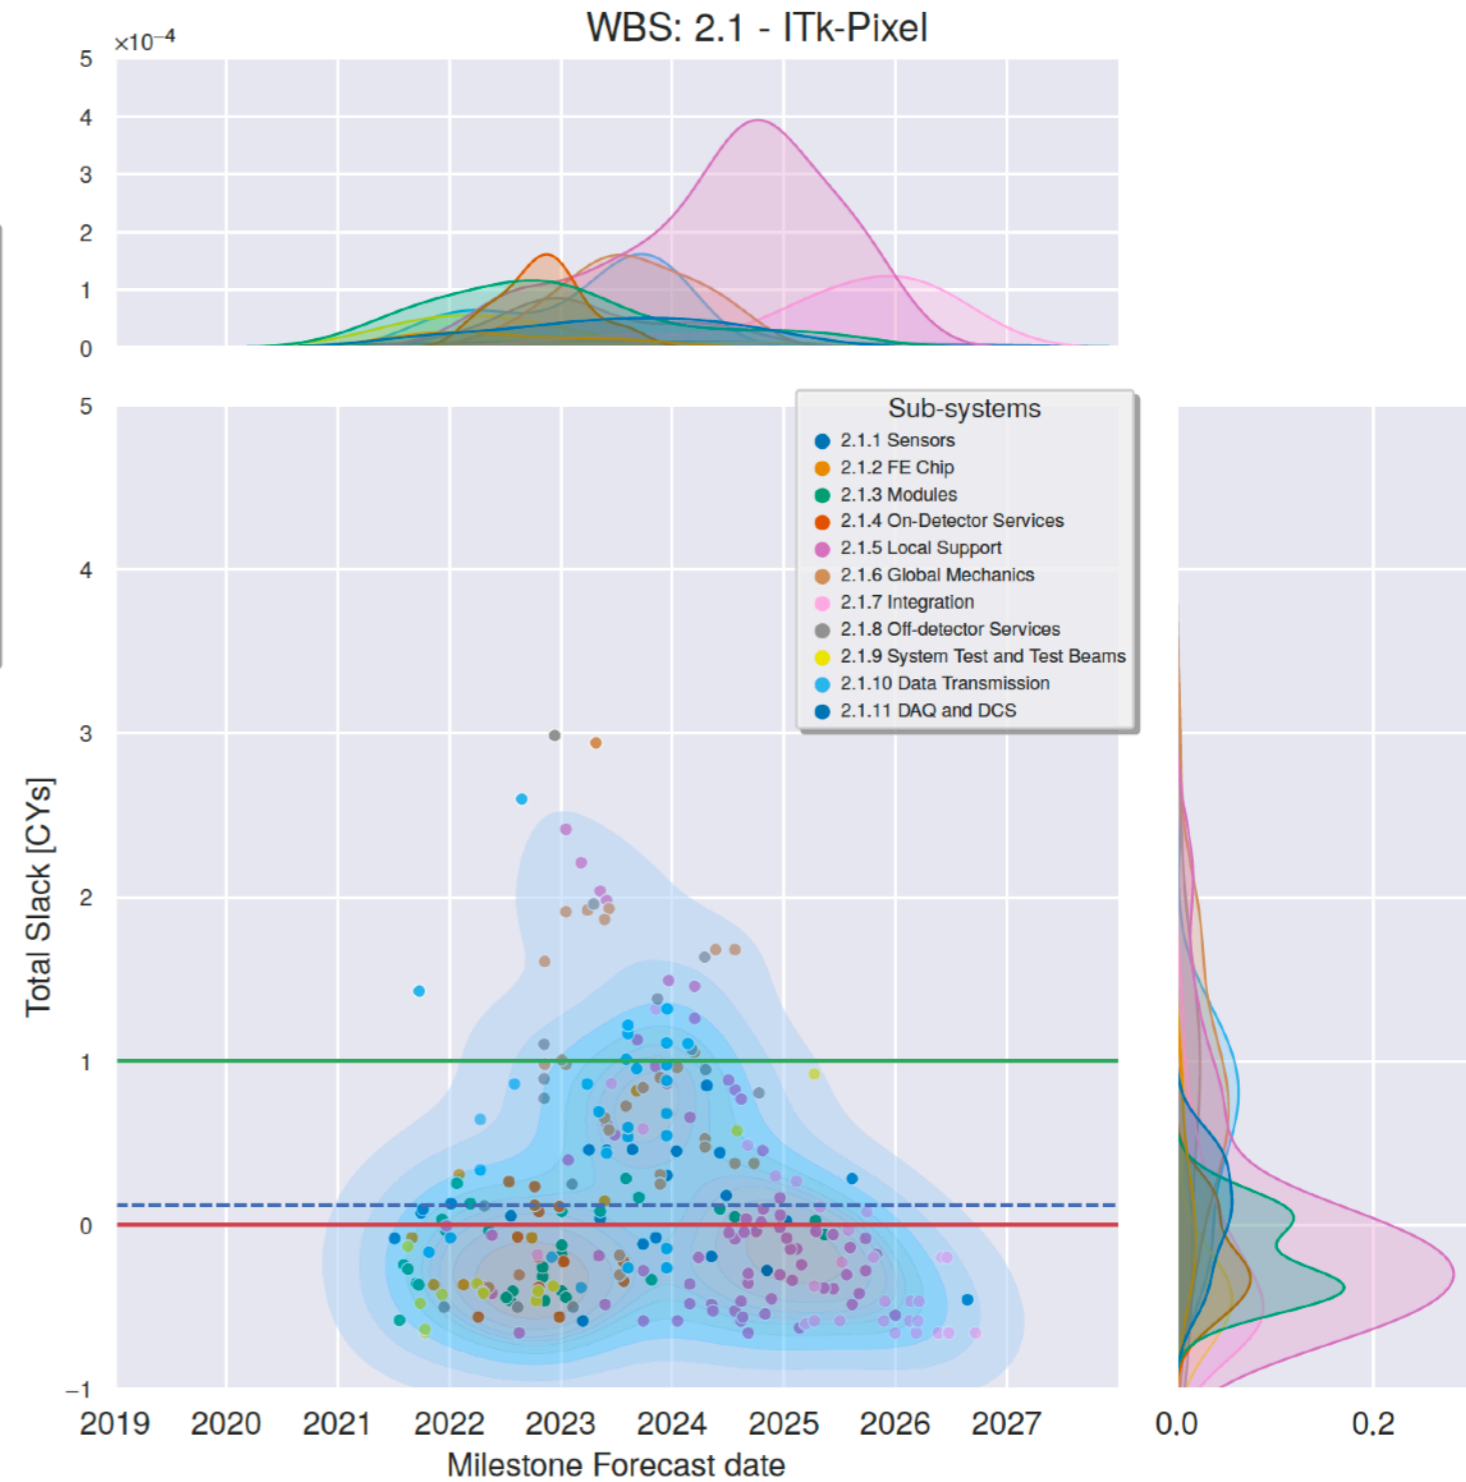 WBS: 2.1 - ITk-Pixel
×10⁻⁴
5
4
3
2
1
0
Sub-systems
2.1.1 Sensors
2.1.2 FE Chip
2.1.3 Modules
2.1.4 On-Detector Services
2.1.5 Local Support
2.1.6 Global Mechanics
2.1.7 Integration
2.1.8 Off-detector Services
2.1.9 System Test and Test Beams
2.1.10 Data Transmission
2.1.11 DAQ and DCS
5
4
3
2
1
0
−1
Total Slack [CYs]
2019 2020 2021 2022 2023 2024 2025 2026 2027
Milestone Forecast date
0.0 0.2